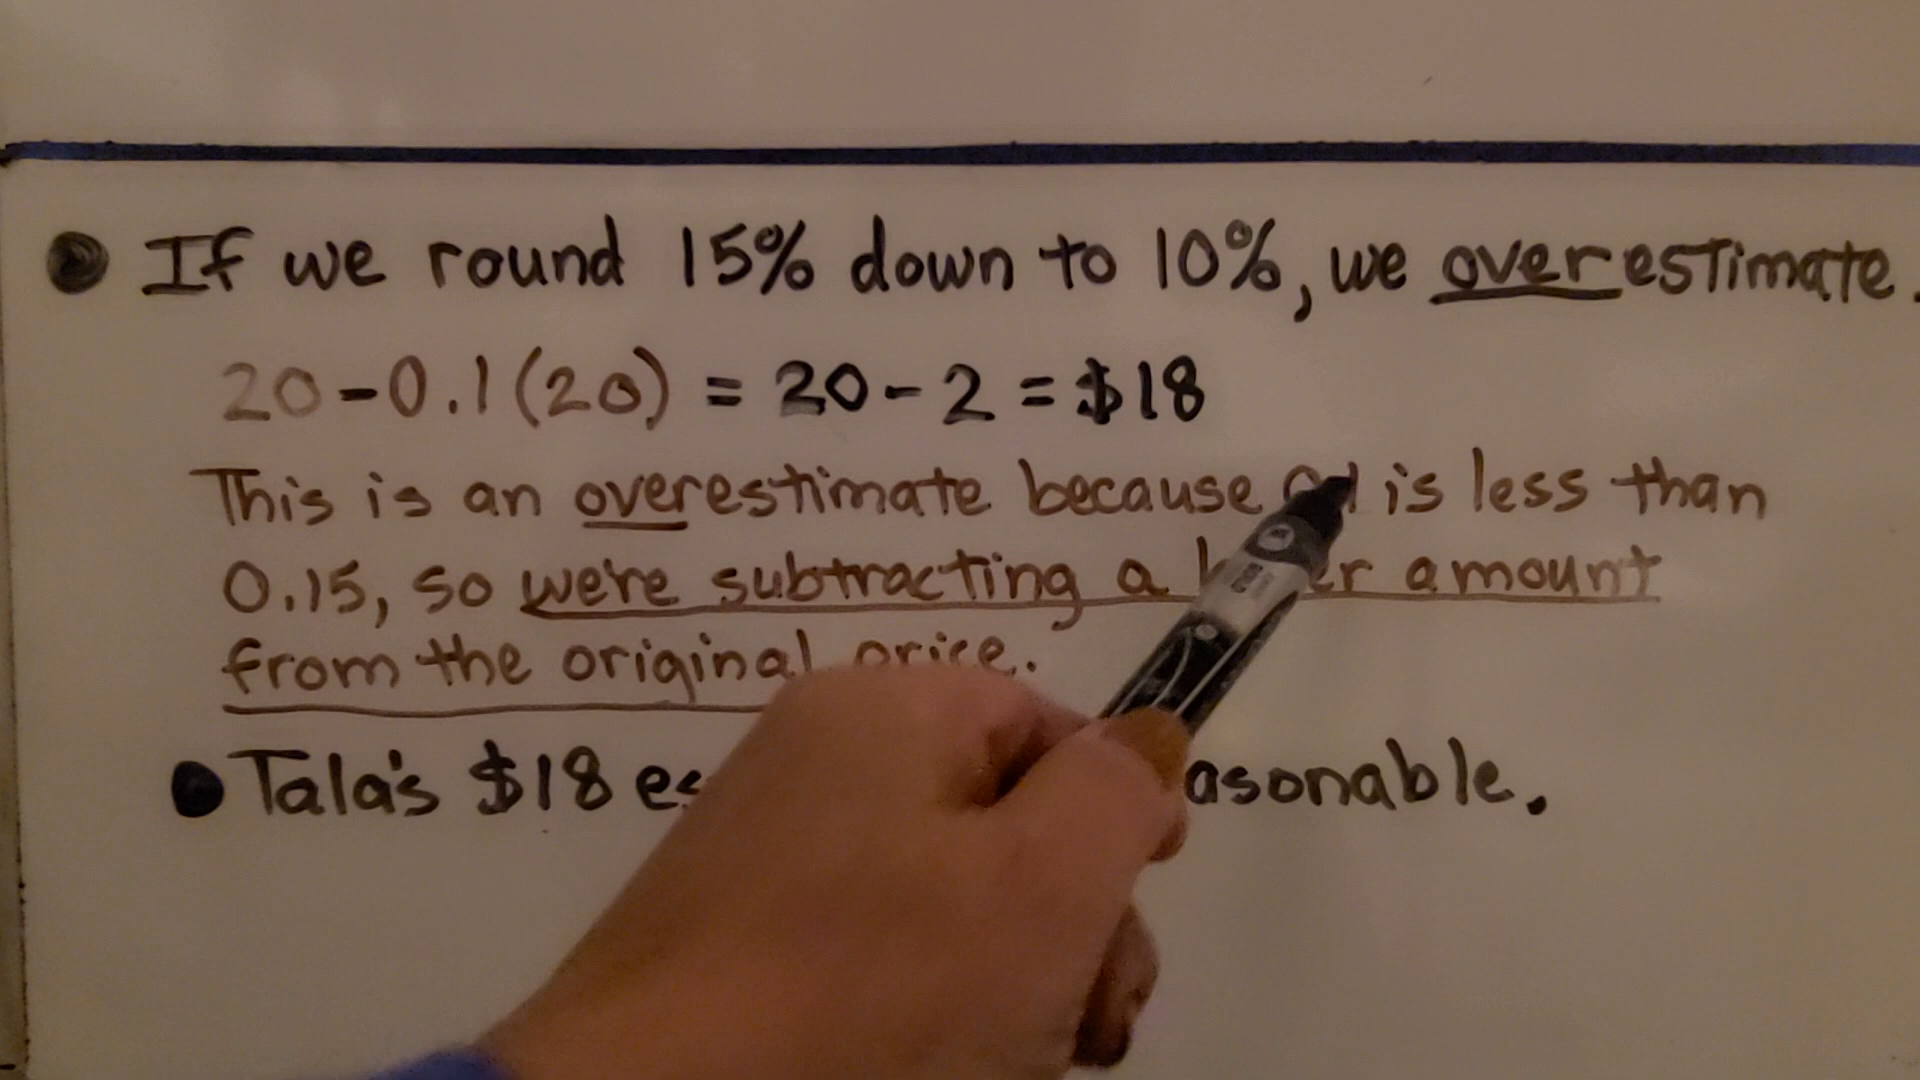 If we round 15% down to 10%, we overestimate.
20-0.1(20) = 20-2 = $18
This is an overestimate because is less than
0.15, so we're subtracting a amount
from the original price.
Tala's $18